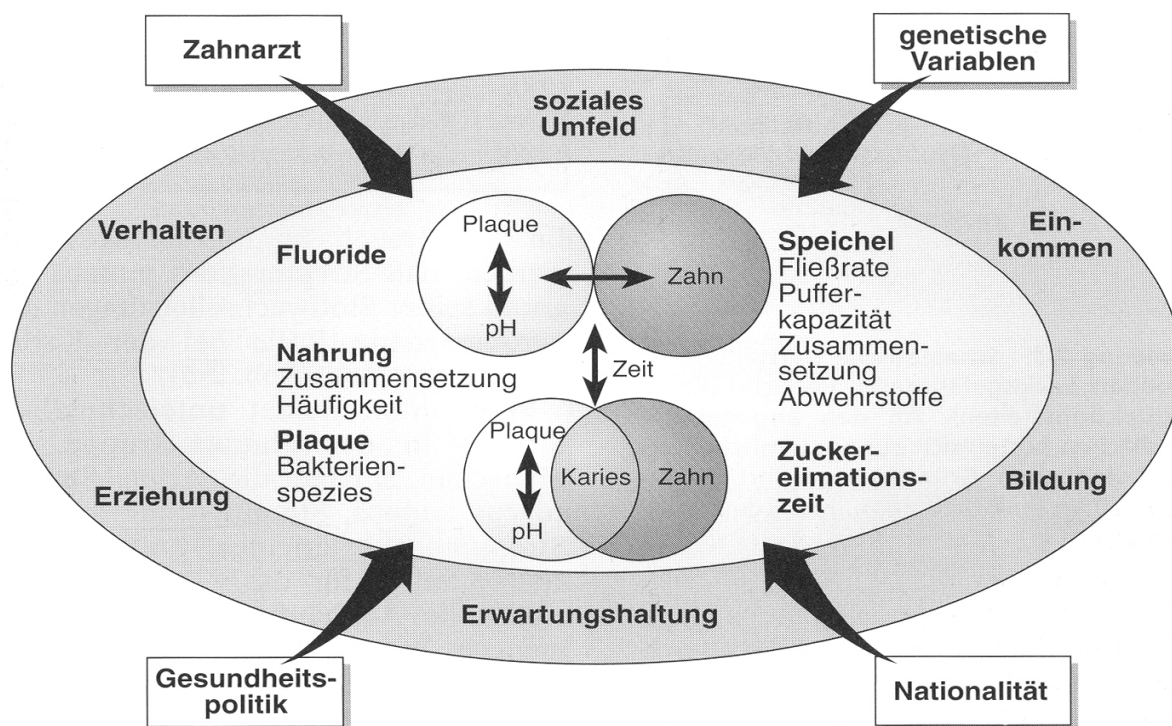 Zahnarzt
genetische
Variablen
soziales
Umfeld
Verhalten
Ein-
kommen
Fluoride
Plaque
pH
Zahn
Speichel
Fließrate
Puffer-
kapazität
Zusammen-
setzung
Abwehrstoffe
Nahrung
Zusammensetzung
Häufigkeit
Zeit
Plaque
Bakterien-
spezies
Plaque
pH
Karies
Zahn
Zucker-
elimations-
zeit
Erziehung
Bildung
Erwartungshaltung
Gesundheits-
politik
Nationalität